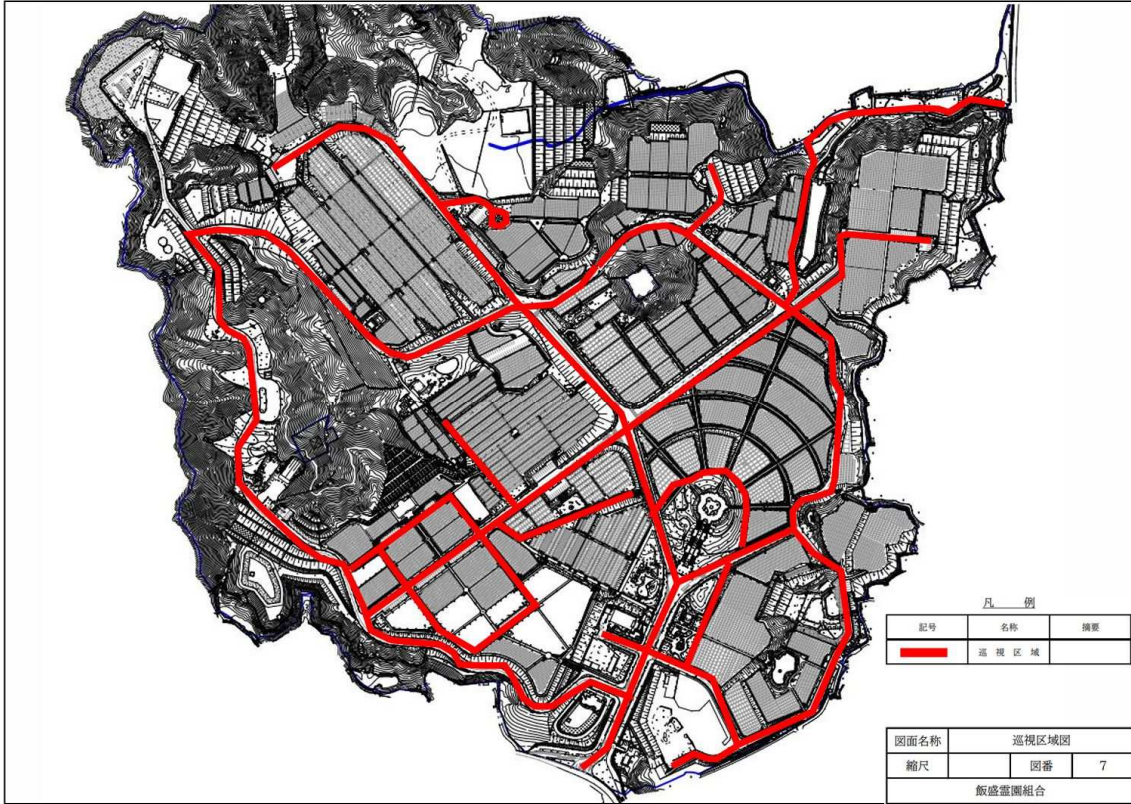 凡 例
記号 名称 摘要
巡 視 区 域
図面名称 巡視区域図
縮尺 図番 7
飯盛霊園組合